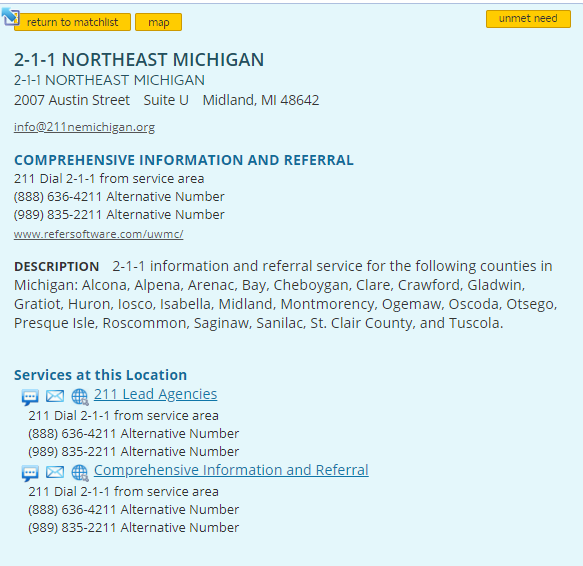 return to matchlist map unmet need
2-1-1 NORTHEAST MICHIGAN
2-1-1 NORTHEAST MICHIGAN
2007 Austin Street Suite U Midland, MI 48642
info@211nemichigan.org
COMPREHENSIVE INFORMATION AND REFERRAL
211 Dial 2-1-1 from service area
(888) 636-4211 Alternative Number
(989) 835-2211 Alternative Number
www.refersoftware.com/uwmc/
DESCRIPTION 2-1-1 information and referral service for the following counties in
Michigan: Alcona, Alpena, Arenac, Bay, Cheboygan, Clare, Crawford, Gladwin,
Gratiot, Huron, Iosco, Isabella, Midland, Montmorency, Ogemaw, Oscoda, Otsego,
Presque Isle, Roscommon, Saginaw, Sanilac, St. Clair County, and Tuscola.
Services at this Location
211 Lead Agencies
211 Dial 2-1-1 from service area
(888) 636-4211 Alternative Number
(989) 835-2211 Alternative Number
Comprehensive Information and Referral
211 Dial 2-1-1 from service area
(888) 636-4211 Alternative Number
(989) 835-2211 Alternative Number